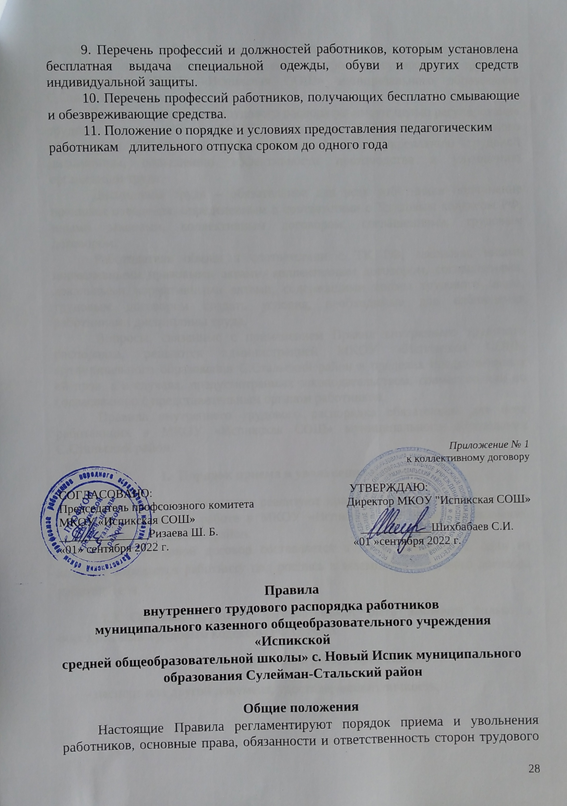 9. Перечень профессий и должностей работников, которым установлена
бесплатная выдача специальной одежды, обуви и других средств
индивидуальной защиты.
10. Перечень профессий работников, получающих бесплатно смывающие
и обезвреживающие средства.
11. Положение о порядке и условиях предоставления педагогическим
работникам длительного отпуска сроком до одного года
Приложение № 1
к коллективному договору
СОГЛАСОВАНО:
Председатель профсоюзного комитета
МКОУ «Испикская СОШ»
Ризаева Ш. Б.
«01» сентября 2022 г.
УТВЕРЖДАЮ:
Директор МКОУ "Испикская СОШ»
Шихбабаев С.И.
«01 »сентября 2022 г.
Правила
внутреннего трудового распорядка работников
муниципального казенного общеобразовательного учреждения
«Испикской
средней общеобразовательной школы» с. Новый Испик муниципального
образования Сулейман-Стальский район
Общие положения
Настоящие Правила регламентируют порядок приема и увольнения
работников, основные права, обязанности и ответственность сторон трудового
28